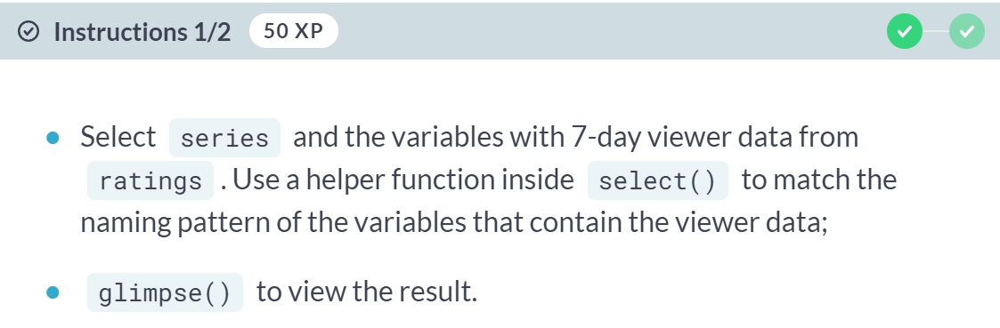 Instructions 1/2 50 XP
Select series and the variables with 7-day viewer data from
ratings . Use a helper function inside select() to match the
naming pattern of the variables that contain the viewer data;
glimpse() to view the result.